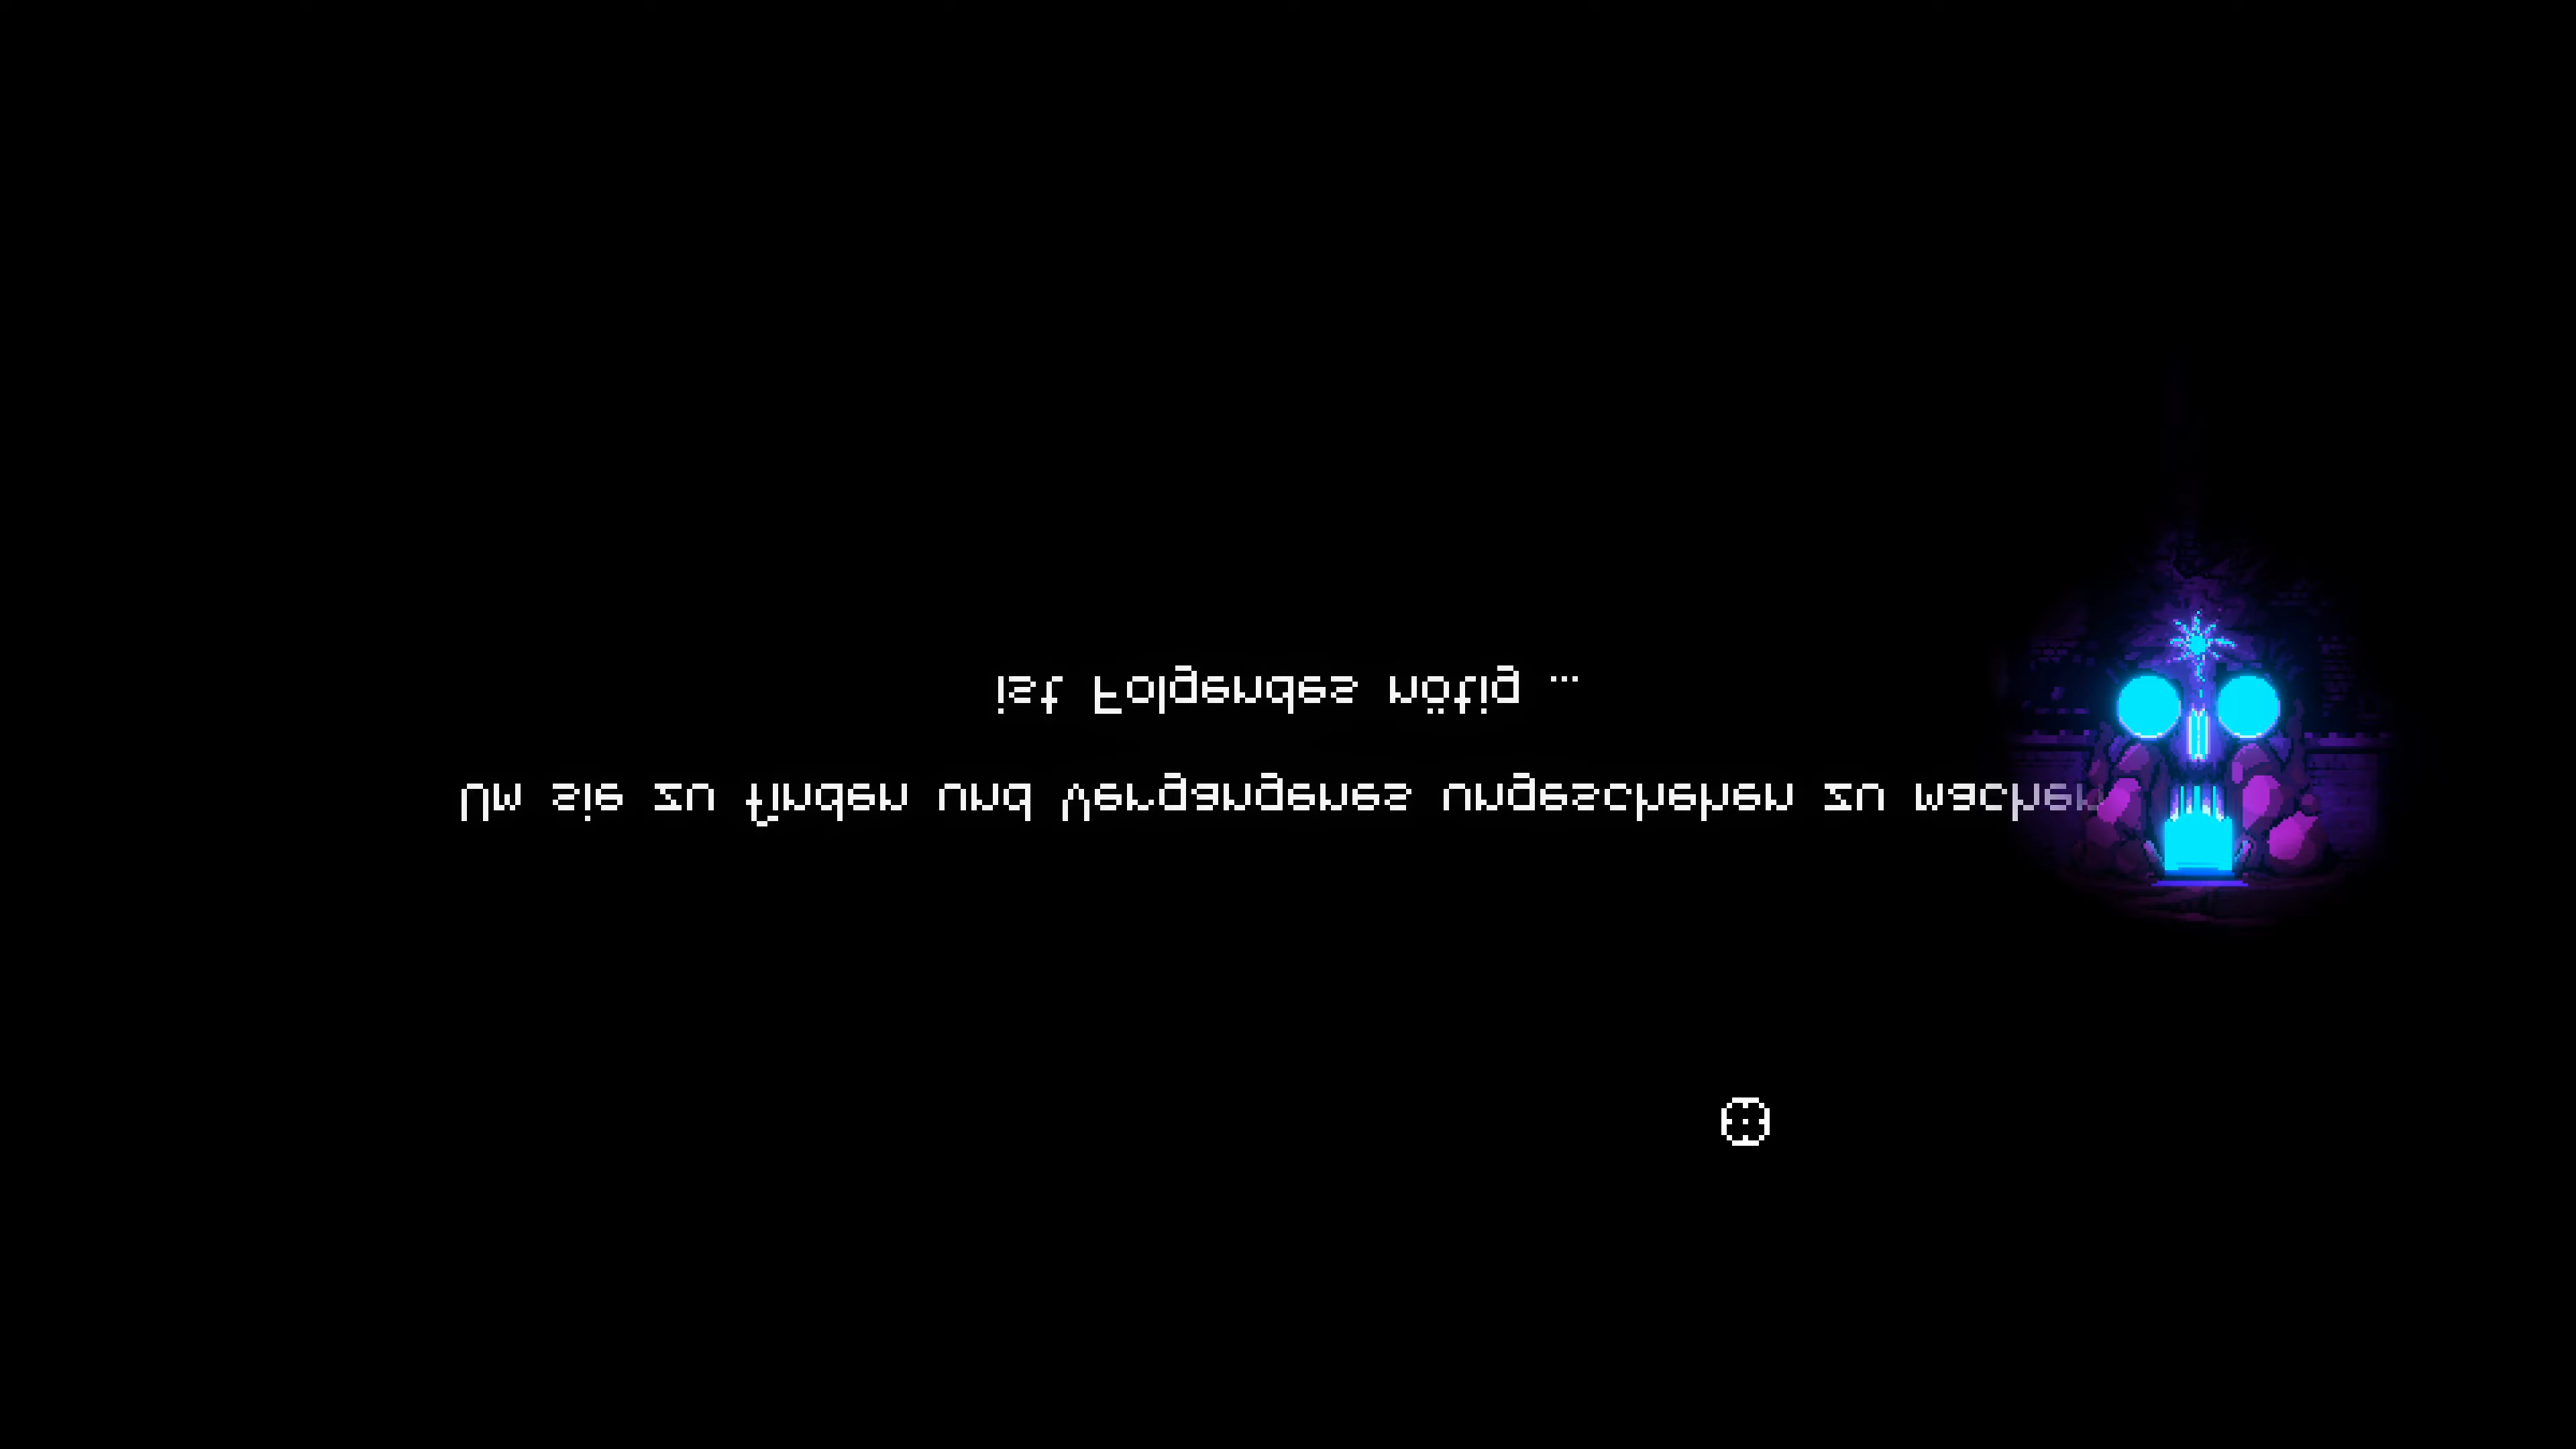 Um sie zu finden und Vergangenes ungeschehen zu machen
ist Folgendes nötig ...